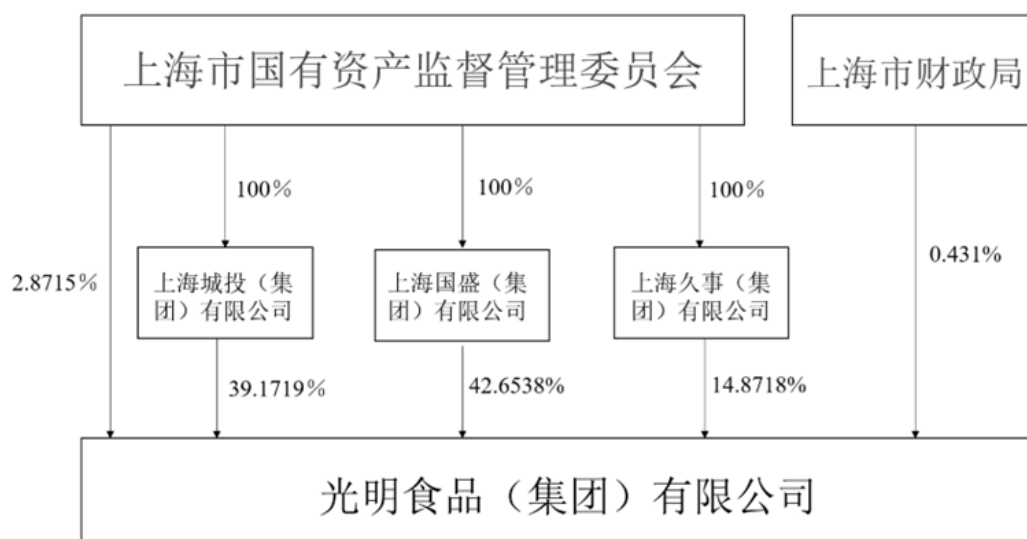 上海市国有资产监督管理委员会
上海市财政局
100%
100%
100%
2.8715%
上海城投（集
团）有限公司
上海国盛（集
团）有限公司
上海久事（集
团）有限公司
0.431%
39.1719%
42.6538%
14.8718%
光明食品（集团）有限公司